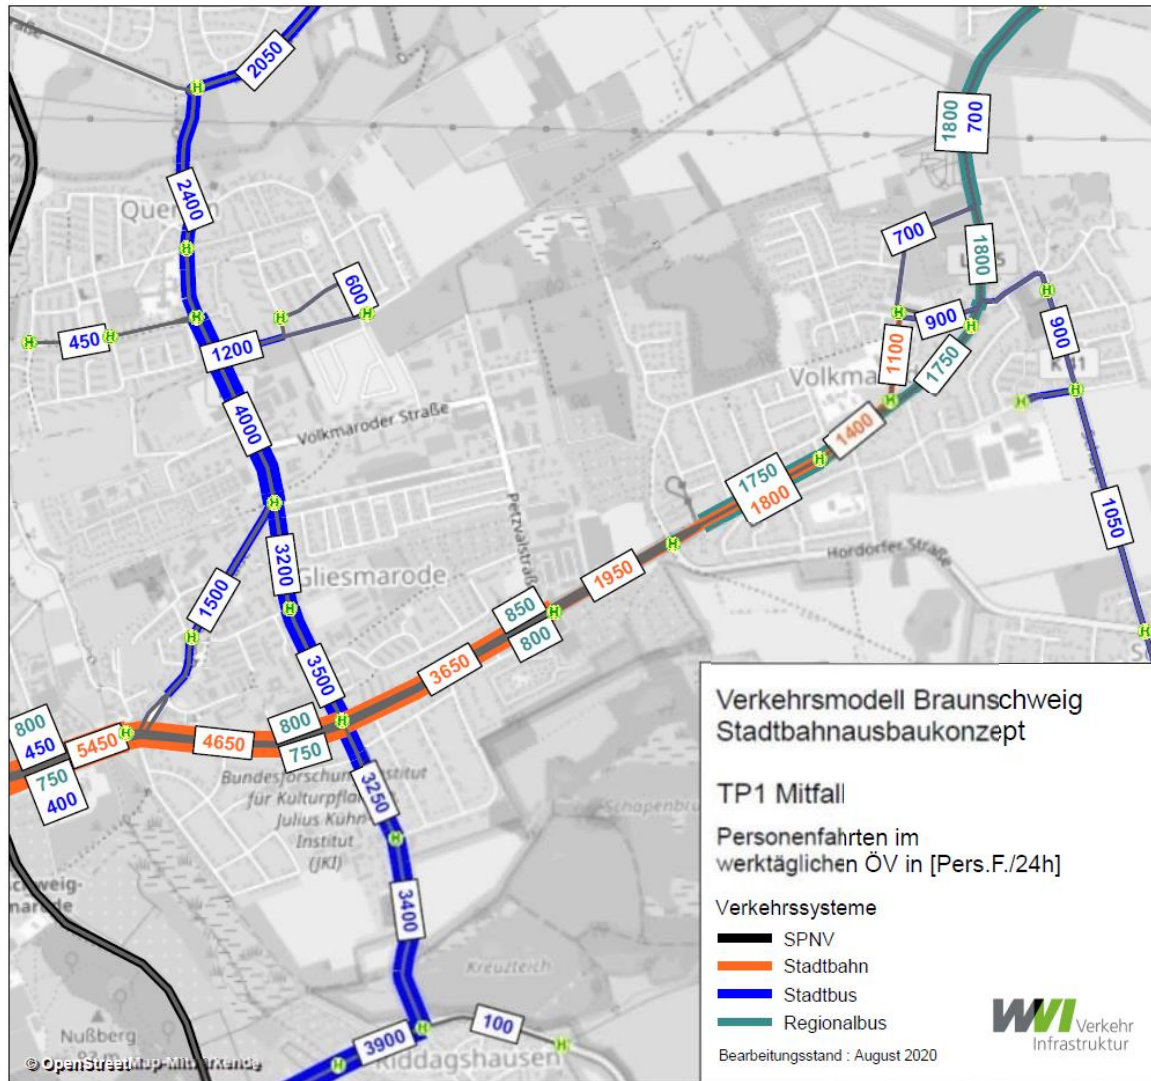 2050
1800
700
2400
700
1800
600
450
1200
900
900
1100
1750
Volkmaroder Straße
4000
1400
1750
1800
1050
Petzvalstraße
Hordorfer Straße
3200
Gliesmarode
1950
1500
850
800
3500
3650
800
450
5450
4650
800
750
750
400
Bundesforschungsinstitut
für Kulturpflanzen
Julius Kühn-
Institut
(JKI)
3250
3400
Kreuzteich
Nußberg
3900
100
Riddagshausen
© OpenStreetMap-Mitwirkende
Verkehrsmodell Braunschweig
Stadtbahnausbaukonzept
TP1 Mitfall
Personenfahrten im
werktäglichen ÖV in [Pers.F./24h]
Verkehrssysteme
SPNV
Stadtbahn
Stadtbus
Regionalbus
Bearbeitungsstand : August 2020
WVI Verkehr
Infrastruktur